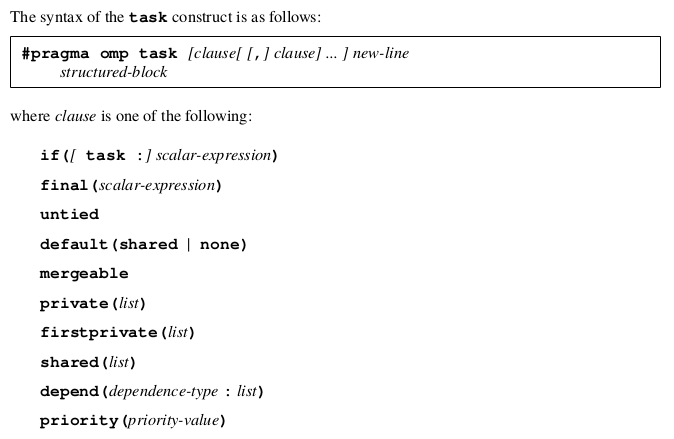 The syntax of the task construct is as follows:
#pragma omp task [clause[ [,] clause] ... ] new-line
structured-block
where clause is one of the following:
if([ task :] scalar-expression)
final(scalar-expression)
untied
default(shared | none)
mergeable
private(list)
firstprivate(list)
shared(list)
depend(dependence-type : list)
priority(priority-value)